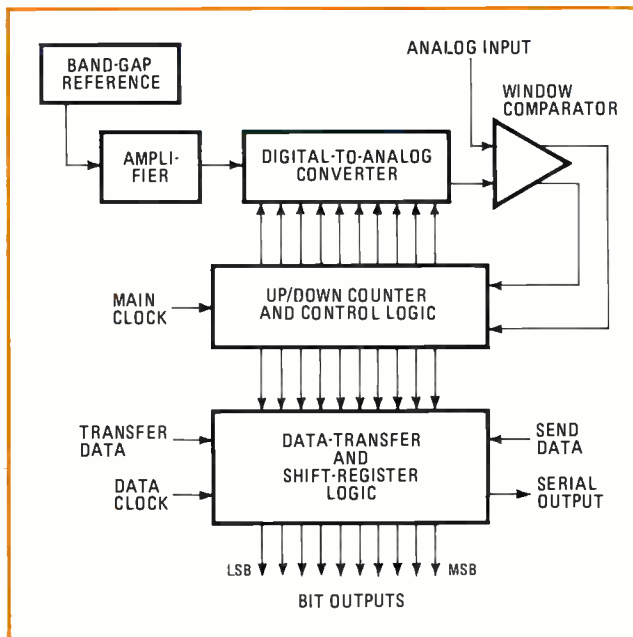 ANALOG INPUT
BAND-GAP
REFERENCE
WINDOW
COMPARATOR
AMPLI-
FIER
DIGITAL-TO-ANALOG
CONVERTER
MAIN
CLOCK
UP/DOWN COUNTER
AND CONTROL LOGIC
TRANSFER
DATA
DATA
CLOCK
DATA-TRANSFER
AND
SHIFT-REGISTER
LOGIC
SEND
DATA
SERIAL
OUTPUT
LSB
MSB
BIT OUTPUTS